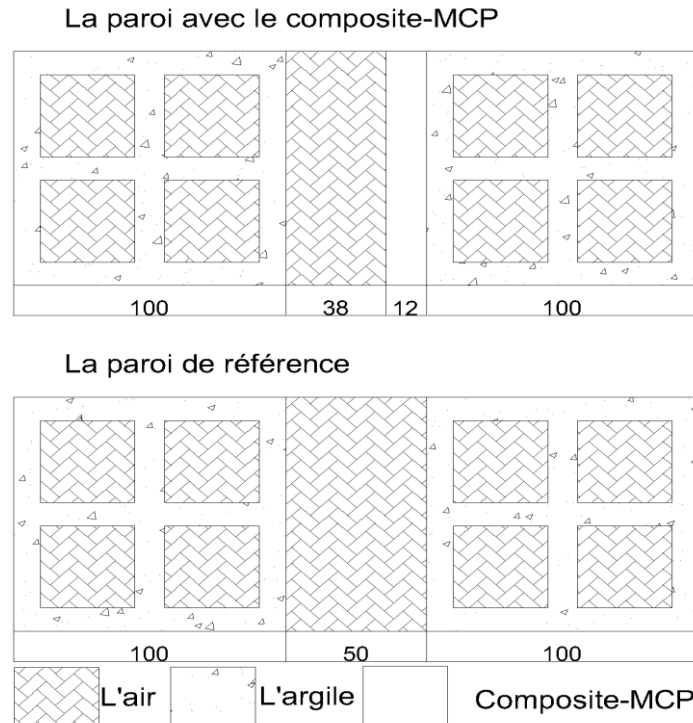 La paroi avec le composite-MCP
100 38 12 100
La paroi de référence
100 50 100
L'air L'argile Composite-MCP